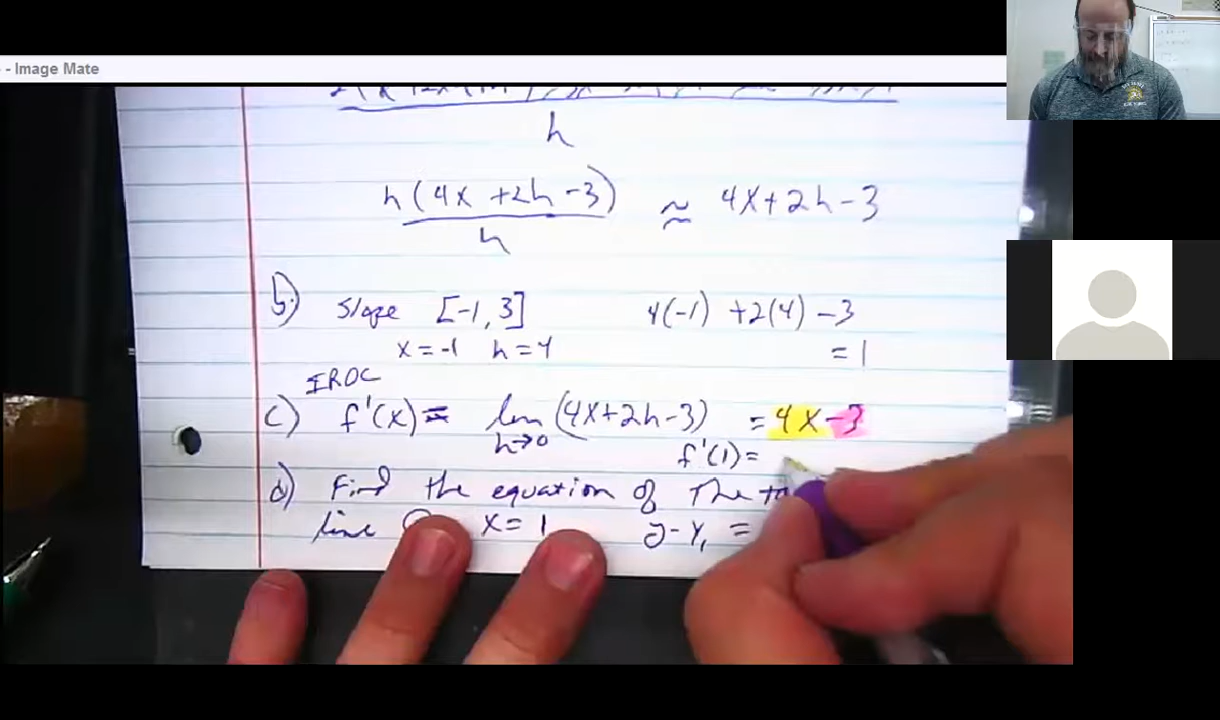 - Image Mate
h
h(4x+2h-3) ≈ 4x+2h-3
h
b) Slope [-1,3] 4(-1) +2(4) -3
x=-1 h=4 =1
IROC
c) f'(x)= lim (4x+2h-3) =4x-3
h→0 f'(1)=
d) Find the equation of The
line x=1 y-y₁ =